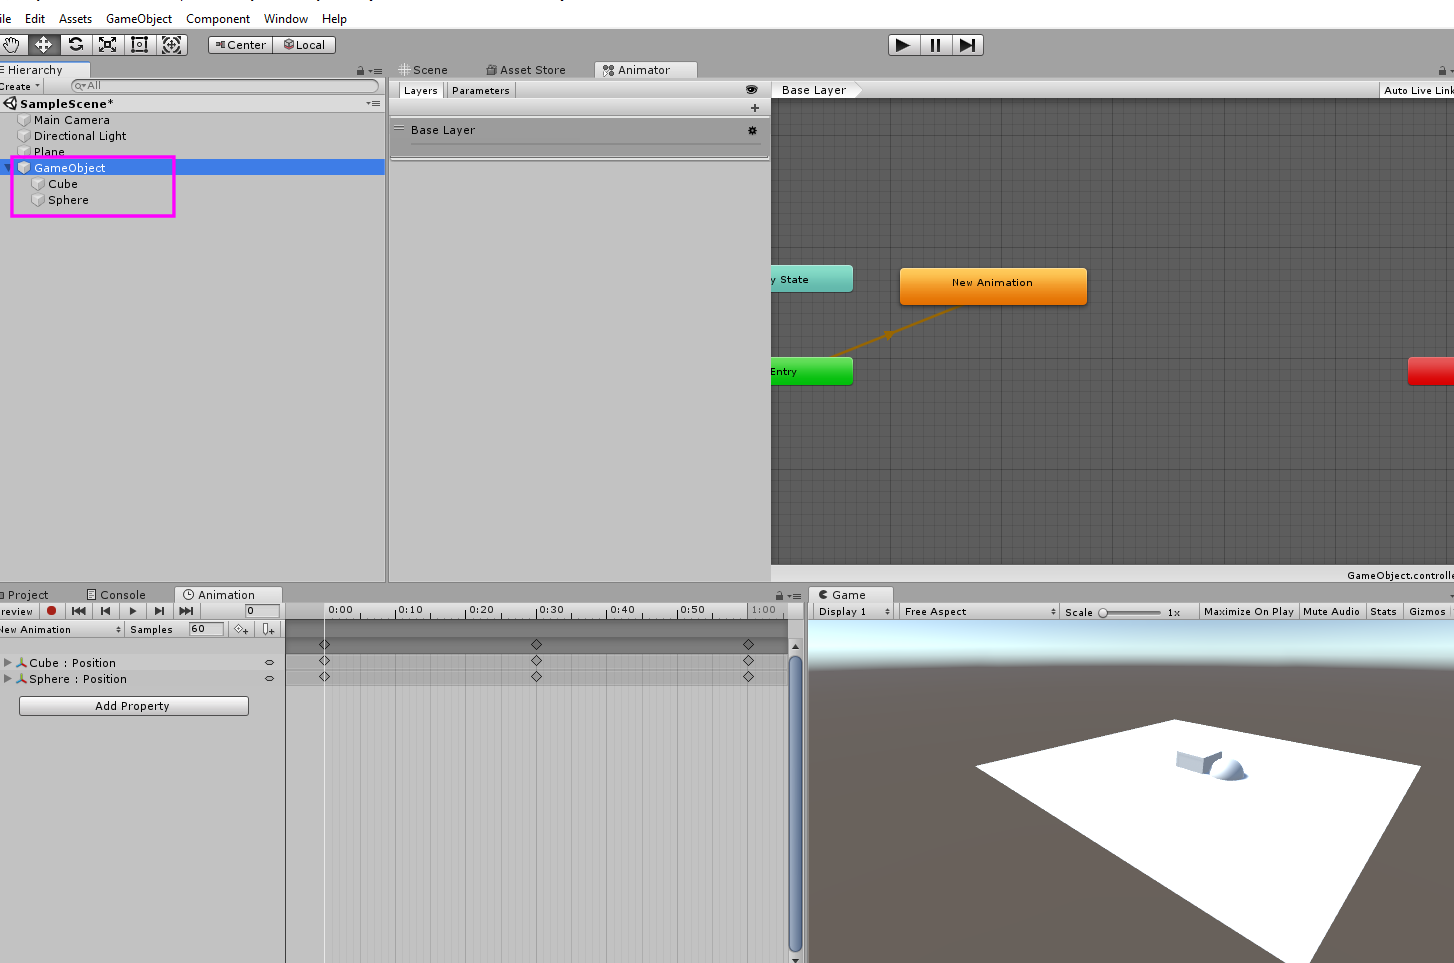 ile Edit Assets GameObject Component Window Help
Center Local
Hierarchy
Create All
SampleScene*
Main Camera
Directional Light
Plane
GameObject
Cube
Sphere
Scene Asset Store Animator
Layers Parameters
Base Layer
Base Layer Auto Live Link
y State
New Animation
Entry
GameObject.controlle
Project Console Animation
review 0
New Animation Samples 60
0:00 0:10 0:20 0:30 0:40 0:50 1:00
Cube : Position
Sphere : Position
Add Property
Game
Display 1 Free Aspect Scale 1x Maximize On Play Mute Audio Stats Gizmos